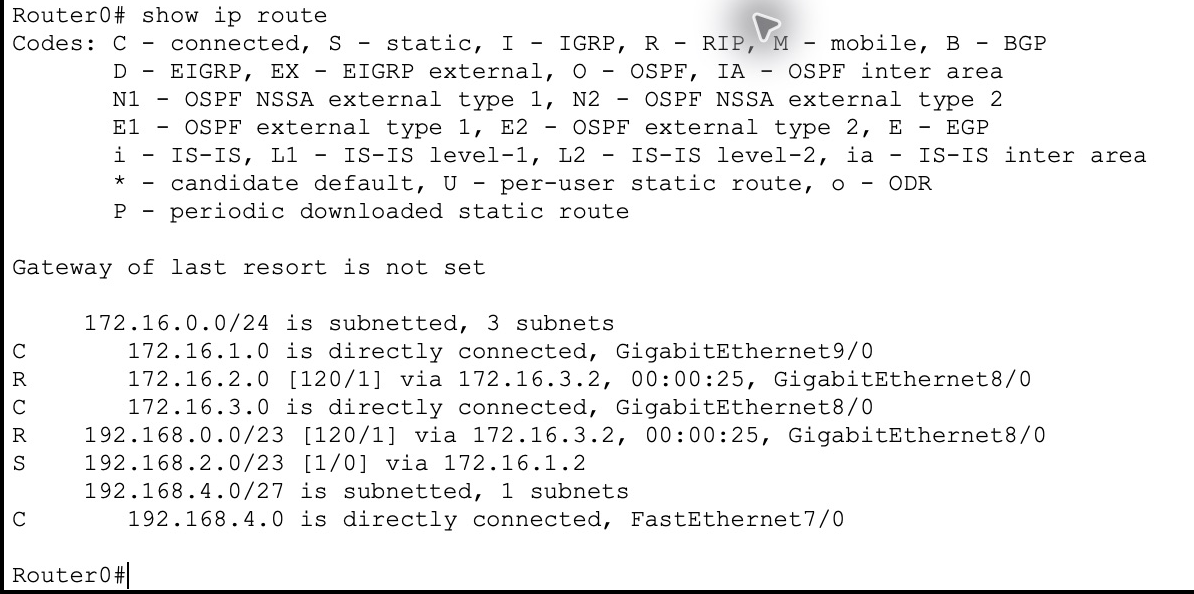 Router0# show ip route
Codes: C - connected, S - static, I - IGRP, R - RIP, M - mobile, B - BGP
       D - EIGRP, EX - EIGRP external, O - OSPF, IA - OSPF inter area
       N1 - OSPF NSSA external type 1, N2 - OSPF NSSA external type 2
       E1 - OSPF external type 1, E2 - OSPF external type 2, E - EGP
       i - IS-IS, L1 - IS-IS level-1, L2 - IS-IS level-2, ia - IS-IS inter area
       * - candidate default, U - per-user static route, o - ODR
       P - periodic downloaded static route

Gateway of last resort is not set

     172.16.0.0/24 is subnetted, 3 subnets
C       172.16.1.0 is directly connected, GigabitEthernet9/0
R       172.16.2.0 [120/1] via 172.16.3.2, 00:00:25, GigabitEthernet8/0
C       172.16.3.0 is directly connected, GigabitEthernet8/0
R    192.168.0.0/23 [120/1] via 172.16.3.2, 00:00:25, GigabitEthernet8/0
S    192.168.2.0/23 [1/0] via 172.16.1.2
     192.168.4.0/27 is subnetted, 1 subnets
C       192.168.4.0 is directly connected, FastEthernet7/0

Router0#